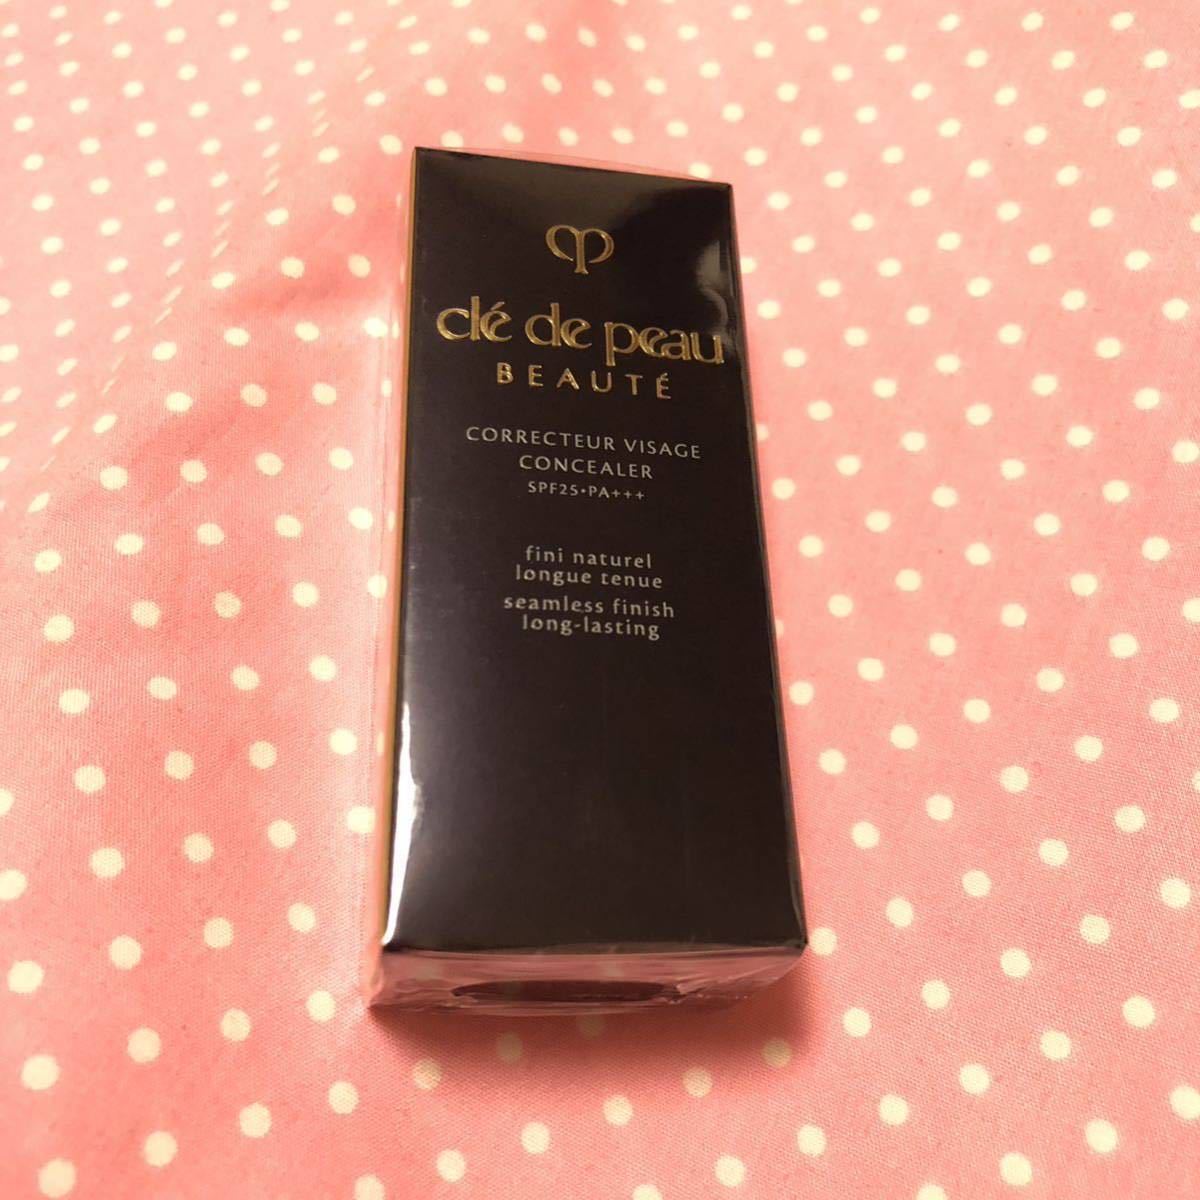 clé de peau
BEAUTÉ
CORRECTEUR VISAGE
CONCEALER
SPF25•PA+++
fini naturel
longue tenue
seamless finish
long-lasting